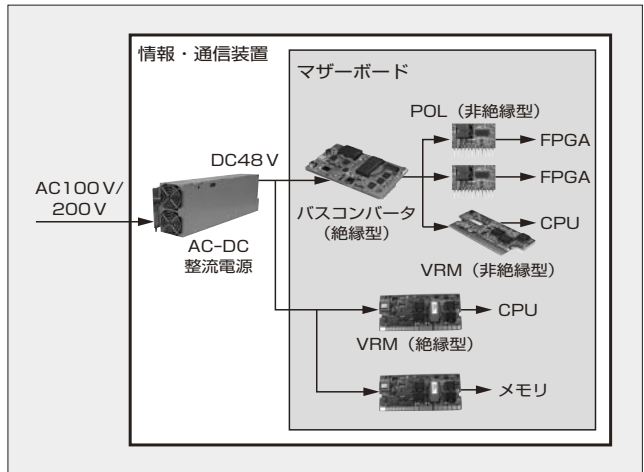 情報・通信装置
マザーボード
POL（非絶縁型）
FPGA
DC48 V
FPGA
AC100 V/
200 V
バスコンバータ
（絶縁型）
CPU
AC-DC
整流電源
VRM（非絶縁型）
CPU
VRM（絶縁型）
メモリ